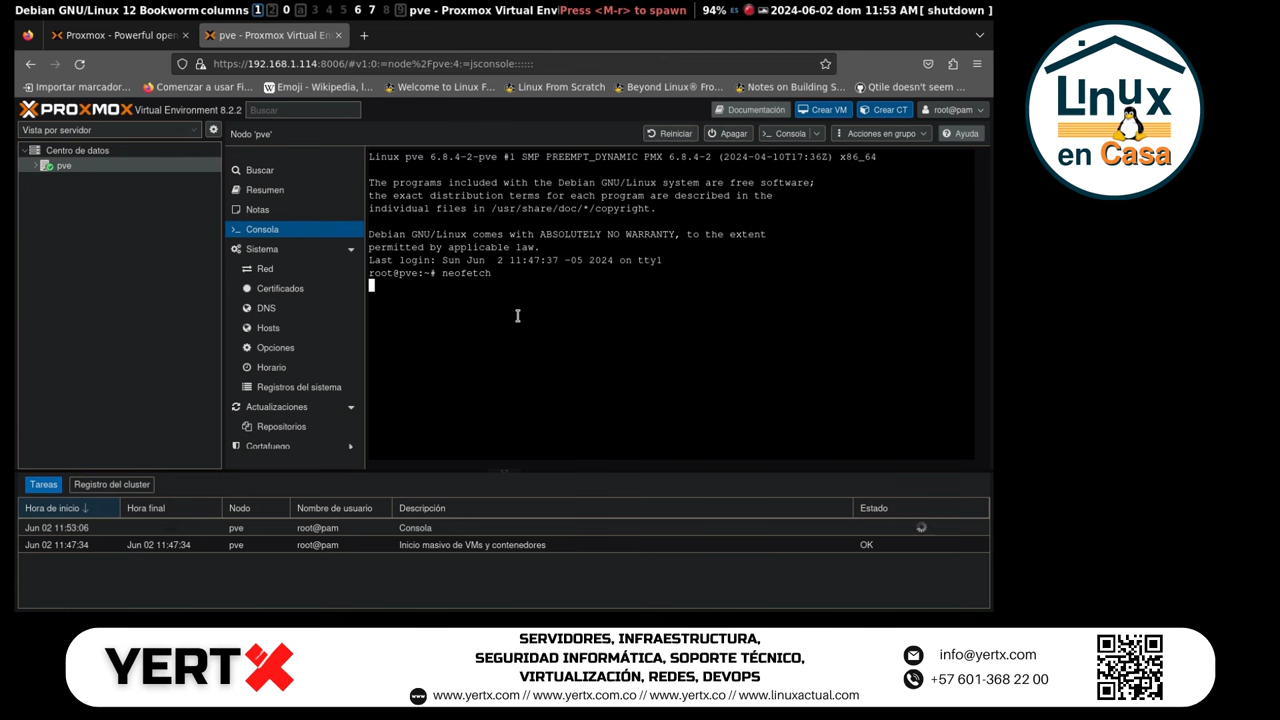 Debian GNU/Linux 12 Bookworm columns 1 2 0 a 3 4 5 6 7 8 9 pve - Proxmox Virtual Envi Press <M-r> to spawn 94% ES 2024-06-02 dom 11:53 AM [ shutdown ]
Proxmox - Powerful open × pve - Proxmox Virtual En × +
https://192.168.1.114:8006/#v1:0:=node%2Fpve:4:=jsconsole::::::
Importar marcador... Comenzar a usar Fi... Emoji - Wikipedia, l... Welcome to Linux F... Linux From Scratch Beyond Linux® Fro... Notes on Building S... Qtile doesn't seem ...
PROXMOX Virtual Environment 8.2.2 Buscar Documentación Crear VM Crear CT root@pam
Vista por servidor Nodo 'pve' Reiniciar Apagar >_ Consola Acciones en grupo Ayuda
Centro de datos
pve
Buscar
Resumen
Notas
>_ Consola
Sistema
Red
Certificados
DNS
Hosts
Opciones
Horario
Registros del sistema
Actualizaciones
Repositorios
Cortafuego
Linux pve 6.8.4-2-pve #1 SMP PREEMPT_DYNAMIC PMX 6.8.4-2 (2024-04-10T17:36Z) x86_64
The programs included with the Debian GNU/Linux system are free software;
the exact distribution terms for each program are described in the
individual files in /usr/share/doc/*/copyright.
Debian GNU/Linux comes with ABSOLUTELY NO WARRANTY, to the extent
permitted by applicable law.
Last login: Sun Jun  2 11:47:37 -05 2024 on tty1
root@pve:~# neofetch
Tareas Registro del cluster
Hora de inicio ↓ Hora final Nodo Nombre de usuario Descripción Estado
Jun 02 11:53:06 pve root@pam Consola
Jun 02 11:47:34 Jun 02 11:47:34 pve root@pam Inicio masivo de VMs y contenedores OK
LInux
en Casa
YERTX
SERVIDORES, INFRAESTRUCTURA,
SEGURIDAD INFORMÁTICA, SOPORTE TÉCNICO,
VIRTUALIZACIÓN, REDES, DEVOPS
www.yertx.com // www.yertx.com.co // www.yertx.co // www.linuxactual.com
info@yertx.com
+57 601-368 22 00